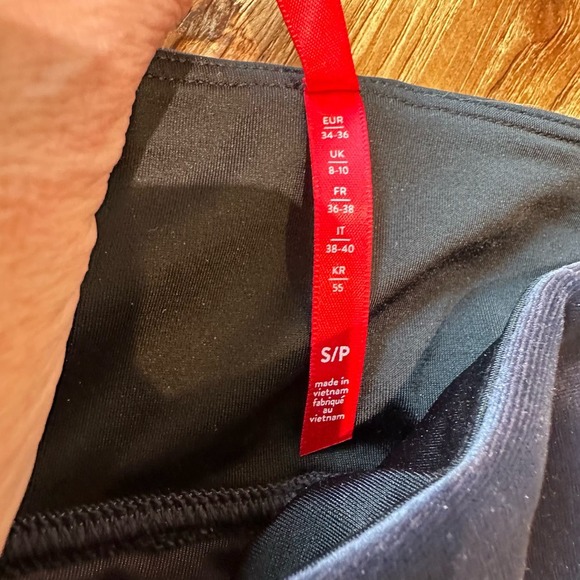 EUR
34-36
UK
8-10
FR
36-38
IT
38-40
KR
55
S/P
made in
vietnam
fabriqué
au
vietnam